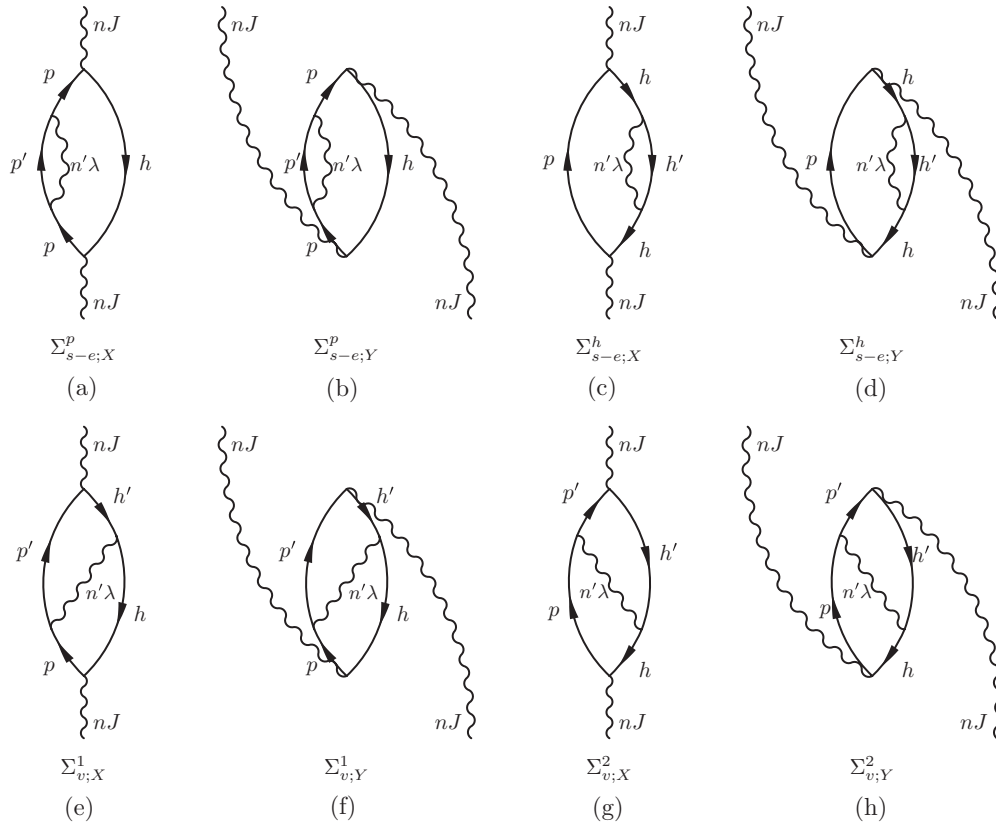 nJ nJ nJ nJ
p p h h
p′ n′λ h p′ n′λ h p n′λ h′ p n′λ h′
p p h h
nJ nJ nJ nJ
Σ^p_{s−e;X} Σ^p_{s−e;Y} Σ^h_{s−e;X} Σ^h_{s−e;Y}
(a) (b) (c) (d)
nJ nJ nJ nJ
h′ h′ p′ p′
p′ p′ h′ h′
n′λ h n′λ h p n′λ p n′λ
p p h h
nJ nJ nJ nJ
Σ^1_{v;X} Σ^1_{v;Y} Σ^2_{v;X} Σ^2_{v;Y}
(e) (f) (g) (h)